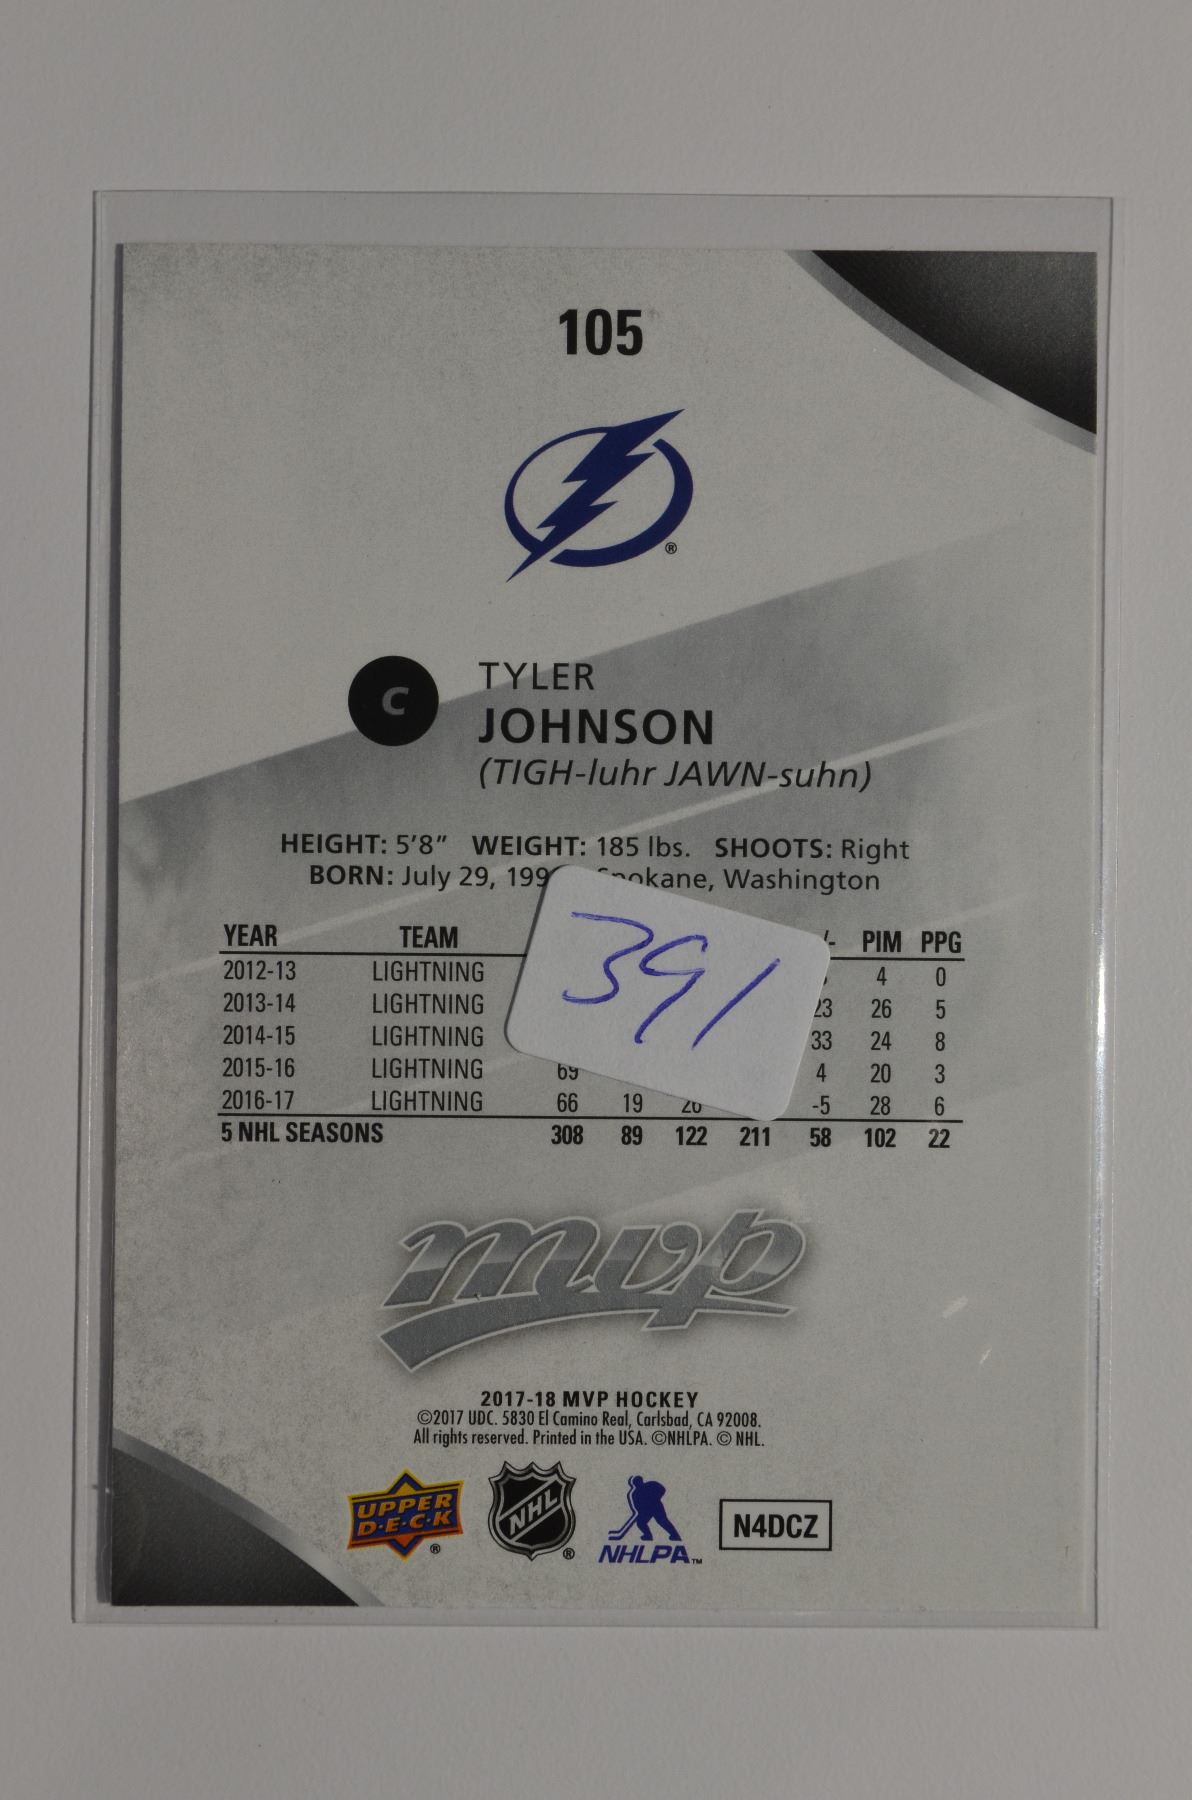 105
®
C
TYLER
JOHNSON
(TIGH-luhr JAWN-suhn)
HEIGHT: 5'8" WEIGHT: 185 lbs. SHOOTS: Right
BORN: July 29, Spokane, Washington
391
YEAR TEAM PIM PPG
2012-13 LIGHTNING 4 0
2013-14 LIGHTNING 23 26 5
2014-15 LIGHTNING 33 24 8
2015-16 LIGHTNING 69 4 20 3
2016-17 LIGHTNING 66 19 26 -5 28 6
5 NHL SEASONS 308 89 122 211 58 102 22
mvp
2017-18 MVP HOCKEY
©2017 UDC. 5830 El Camino Real, Carlsbad, CA 92008.
All rights reserved. Printed in the USA. ©NHLPA. © NHL.
UPPER D·E·C·K ® NHL ® NHLPA™ N4DCZ